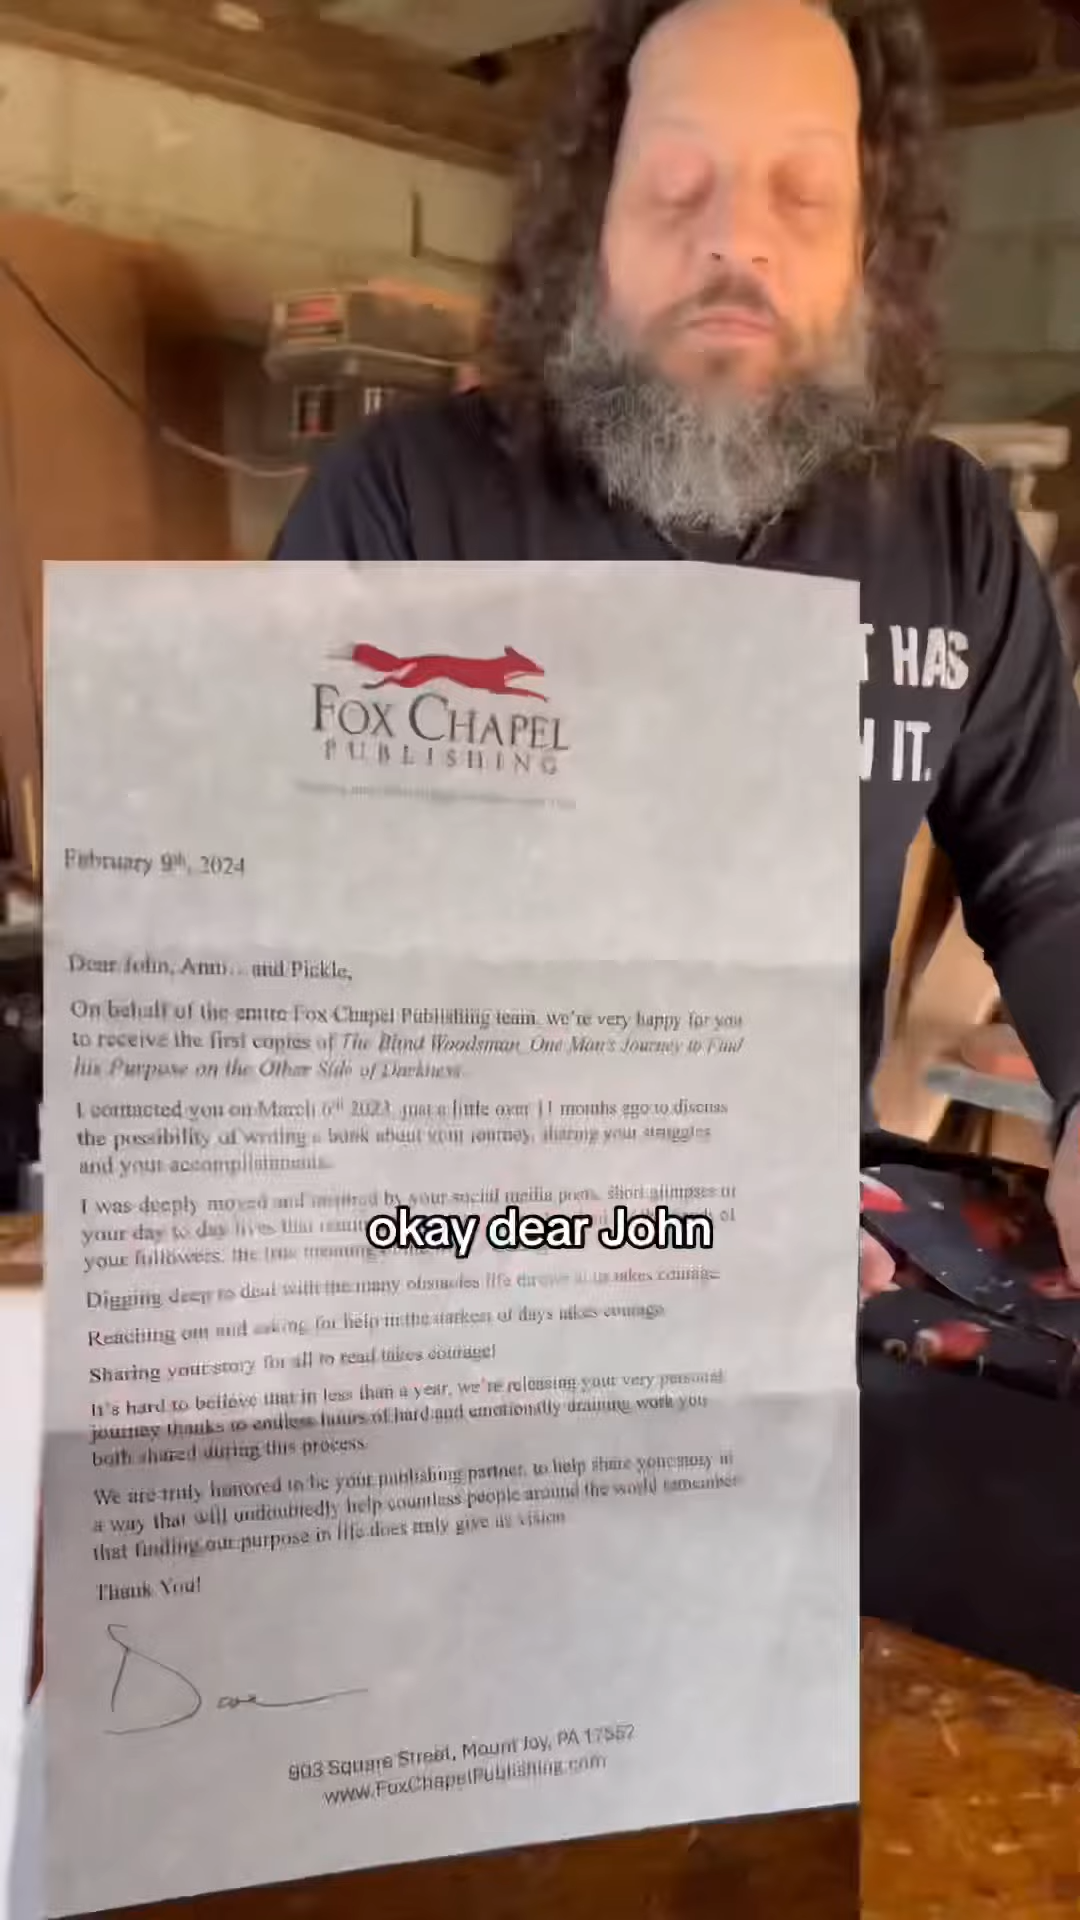 FOX CHAPEL
PUBLISHING
HAS
IT.
February 9th, 2024
Dear John, Ann... and Pickle,
On behalf of the entire Fox Chapel Publishing team, we're very happy for you
to receive the first copies of The Blind Woodsman, One Man's Journey to Find
his Purpose on the Other Side of Darkness.
I contacted you on March 6th 2023, just a little over 11 months ago to discuss
the possibility of writing a book about your journey, sharing your struggles
and your accomplishments.
I was deeply moved and inspired by your social media posts, short glimpses of
your day to day lives that of
your followers, the true meaning
okay dear John
Digging deep to deal with the many obstacles life throws at us takes courage.
Reaching out and asking for help in the darkest of days takes courage.
Sharing your story for all to read takes courage!
It's hard to believe that in less than a year, we're releasing your very personal
journey thanks to endless hours of hard and emotionally draining work you
both shared during this process.
We are truly honored to be your publishing partner, to help share your story in
a way that will undoubtedly help countless people around the world remember
that finding our purpose in life does truly give us vision.
Thank You!
Dave
903 Square Street, Mount Joy, PA 17552
www.FoxChapelPublishing.com